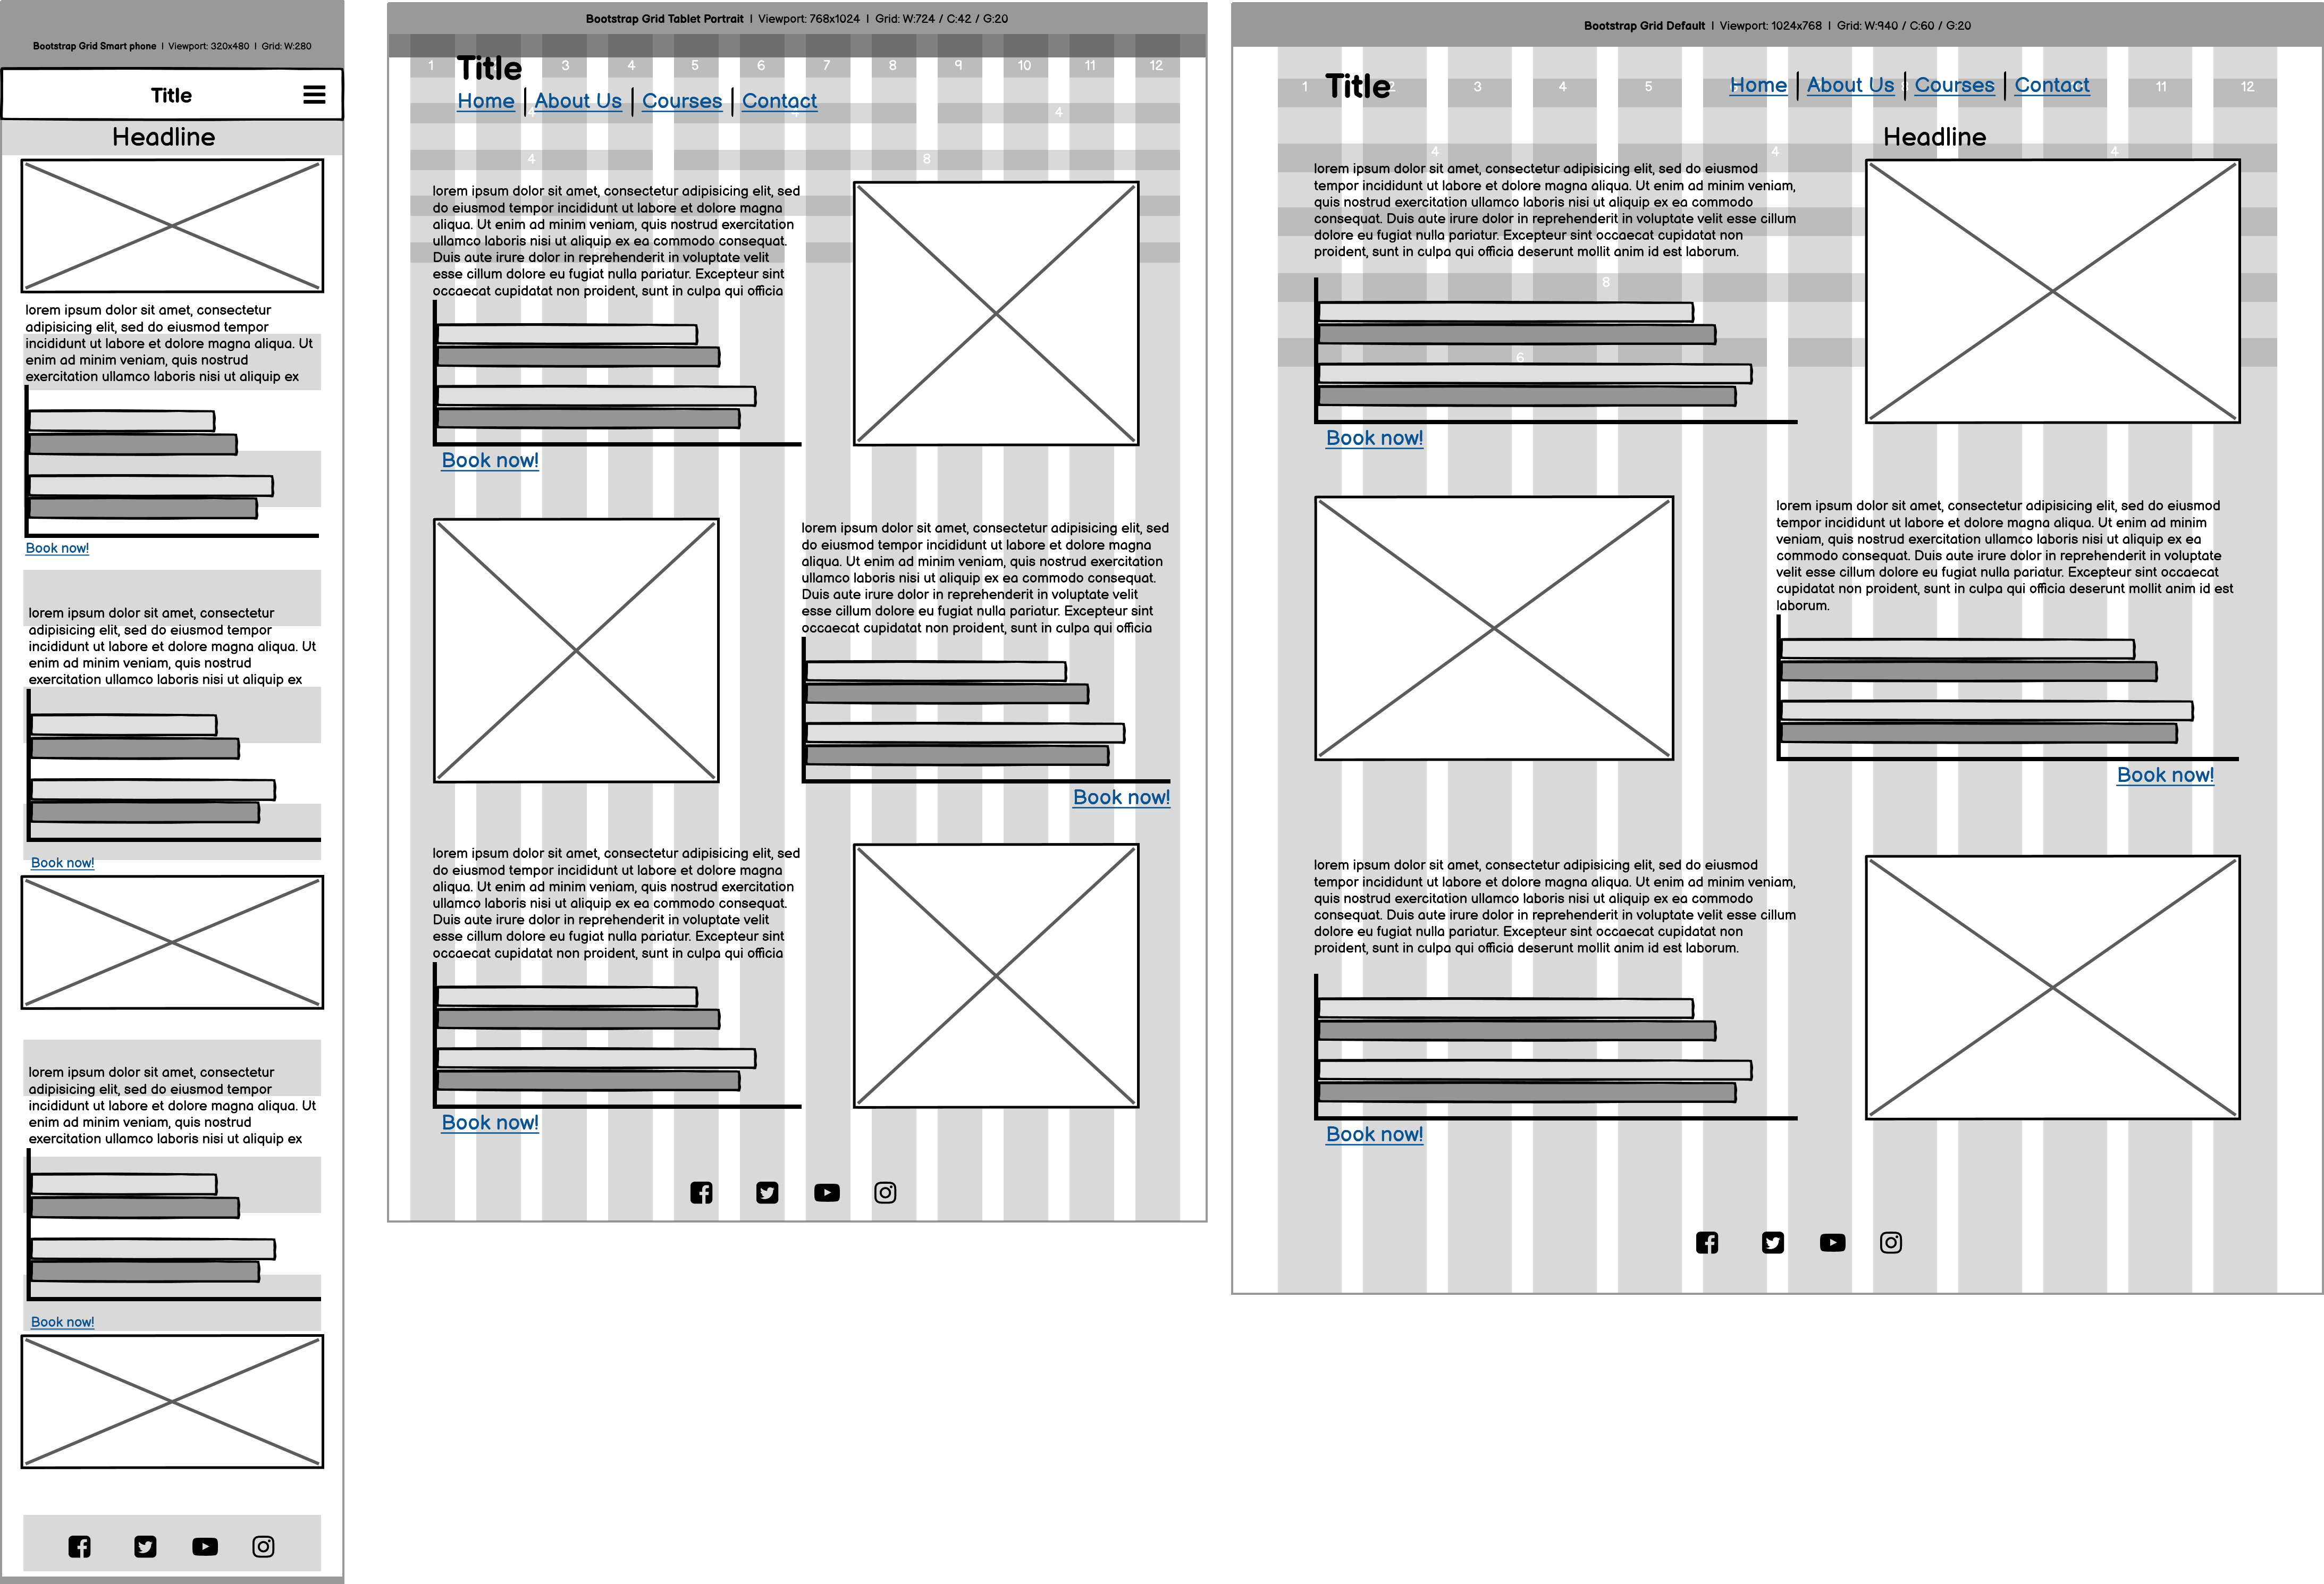 Bootstrap Grid Smart phone | Viewport: 320x480 | Grid: W:280
Title
Headline
lorem ipsum dolor sit amet, consectetur
adipisicing elit, sed do eiusmod tempor
incididunt ut labore et dolore magna aliqua. Ut
enim ad minim veniam, quis nostrud
exercitation ullamco laboris nisi ut aliquip ex
Book now!
lorem ipsum dolor sit amet, consectetur
adipisicing elit, sed do eiusmod tempor
incididunt ut labore et dolore magna aliqua. Ut
enim ad minim veniam, quis nostrud
exercitation ullamco laboris nisi ut aliquip ex
Book now!
lorem ipsum dolor sit amet, consectetur
adipisicing elit, sed do eiusmod tempor
incididunt ut labore et dolore magna aliqua. Ut
enim ad minim veniam, quis nostrud
exercitation ullamco laboris nisi ut aliquip ex
Book now!
Bootstrap Grid Tablet Portrait | Viewport: 768x1024 | Grid: W:724 / C:42 / G:20
1 Title 3 4 5 6 7 8 9 10 11 12
Home | About Us | Courses | Contact
4 4 4
4 8
lorem ipsum dolor sit amet, consectetur adipisicing elit, sed
do eiusmod tempor incididunt ut labore et dolore magna
aliqua. Ut enim ad minim veniam, quis nostrud exercitation
ullamco laboris nisi ut aliquip ex ea commodo consequat.
Duis aute irure dolor in reprehenderit in voluptate velit
esse cillum dolore eu fugiat nulla pariatur. Excepteur sint
occaecat cupidatat non proident, sunt in culpa qui officia
Book now!
lorem ipsum dolor sit amet, consectetur adipisicing elit, sed
do eiusmod tempor incididunt ut labore et dolore magna
aliqua. Ut enim ad minim veniam, quis nostrud exercitation
ullamco laboris nisi ut aliquip ex ea commodo consequat.
Duis aute irure dolor in reprehenderit in voluptate velit
esse cillum dolore eu fugiat nulla pariatur. Excepteur sint
occaecat cupidatat non proident, sunt in culpa qui officia
Book now!
lorem ipsum dolor sit amet, consectetur adipisicing elit, sed
do eiusmod tempor incididunt ut labore et dolore magna
aliqua. Ut enim ad minim veniam, quis nostrud exercitation
ullamco laboris nisi ut aliquip ex ea commodo consequat.
Duis aute irure dolor in reprehenderit in voluptate velit
esse cillum dolore eu fugiat nulla pariatur. Excepteur sint
occaecat cupidatat non proident, sunt in culpa qui officia
Book now!
Bootstrap Grid Default | Viewport: 1024x768 | Grid: W:940 / C:60 / G:20
1 Title 2 3 4 5 Home | About Us | 8 Courses | Contact 11 12
Headline
4 4 4
lorem ipsum dolor sit amet, consectetur adipisicing elit, sed do eiusmod
tempor incididunt ut labore et dolore magna aliqua. Ut enim ad minim veniam,
quis nostrud exercitation ullamco laboris nisi ut aliquip ex ea commodo
consequat. Duis aute irure dolor in reprehenderit in voluptate velit esse cillum
dolore eu fugiat nulla pariatur. Excepteur sint occaecat cupidatat non
proident, sunt in culpa qui officia deserunt mollit anim id est laborum.
8
6
Book now!
lorem ipsum dolor sit amet, consectetur adipisicing elit, sed do eiusmod
tempor incididunt ut labore et dolore magna aliqua. Ut enim ad minim
veniam, quis nostrud exercitation ullamco laboris nisi ut aliquip ex ea
commodo consequat. Duis aute irure dolor in reprehenderit in voluptate
velit esse cillum dolore eu fugiat nulla pariatur. Excepteur sint occaecat
cupidatat non proident, sunt in culpa qui officia deserunt mollit anim id est
laborum.
Book now!
lorem ipsum dolor sit amet, consectetur adipisicing elit, sed do eiusmod
tempor incididunt ut labore et dolore magna aliqua. Ut enim ad minim veniam,
quis nostrud exercitation ullamco laboris nisi ut aliquip ex ea commodo
consequat. Duis aute irure dolor in reprehenderit in voluptate velit esse cillum
dolore eu fugiat nulla pariatur. Excepteur sint occaecat cupidatat non
proident, sunt in culpa qui officia deserunt mollit anim id est laborum.
Book now!